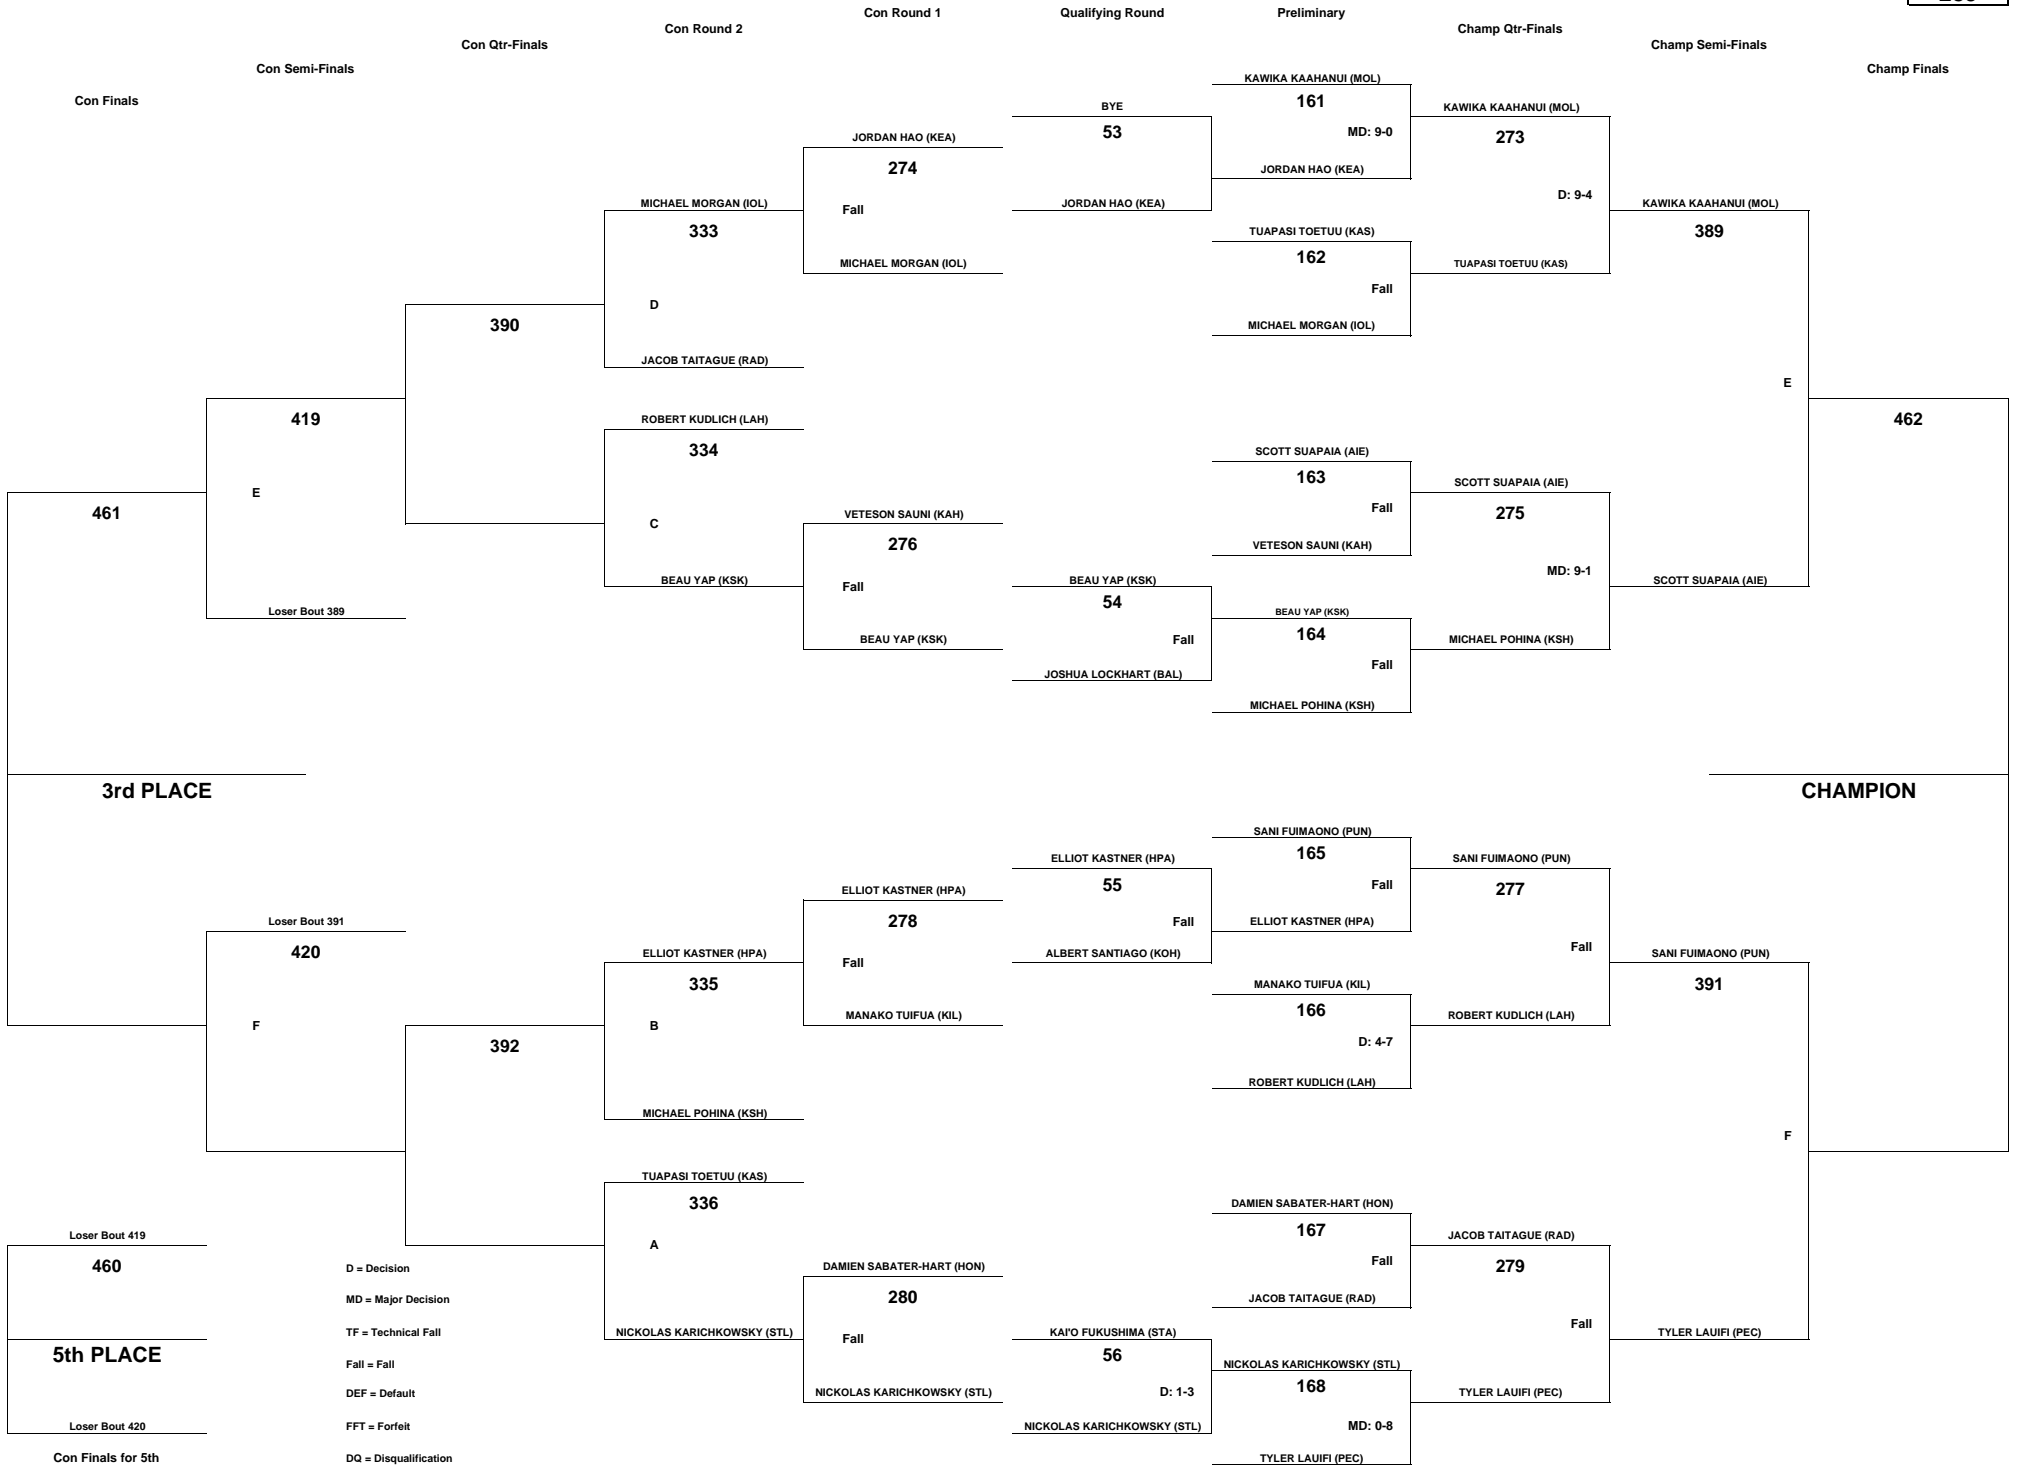 Con Round 1
Qualifying Round
Preliminary
Con Round 2
Champ Qtr-Finals
Con Qtr-Finals
Champ Semi-Finals
Con Semi-Finals
Champ Finals
Con Finals
KAWIKA KAAHANUI (MOL)
161
BYE
KAWIKA KAAHANUI (MOL)
53
MD: 9-0
273
JORDAN HAO (KEA)
274
JORDAN HAO (KEA)
D: 9-4
MICHAEL MORGAN (IOL)
Fall
JORDAN HAO (KEA)
KAWIKA KAAHANUI (MOL)
333
TUAPASI TOETUU (KAS)
389
162
MICHAEL MORGAN (IOL)
TUAPASI TOETUU (KAS)
Fall
D
390
MICHAEL MORGAN (IOL)
JACOB TAITAGUE (RAD)
E
419
ROBERT KUDLICH (LAH)
462
334
SCOTT SUAPAIA (AIE)
163
SCOTT SUAPAIA (AIE)
E
461
C
VETESON SAUNI (KAH)
Fall
275
276
VETESON SAUNI (KAH)
MD: 9-1
BEAU YAP (KSK)
Fall
BEAU YAP (KSK)
SCOTT SUAPAIA (AIE)
54
Loser Bout 389
BEAU YAP (KSK)
164
BEAU YAP (KSK)
Fall
MICHAEL POHINA (KSH)
Fall
JOSHUA LOCKHART (BAL)
MICHAEL POHINA (KSH)
3rd PLACE
CHAMPION
SANI FUIMAONO (PUN)
165
ELLIOT KASTNER (HPA)
SANI FUIMAONO (PUN)
55
Fall
277
ELLIOT KASTNER (HPA)
Loser Bout 391
278
Fall
ELLIOT KASTNER (HPA)
420
ELLIOT KASTNER (HPA)
Fall
ALBERT SANTIAGO (KOH)
Fall
SANI FUIMAONO (PUN)
335
MANAKO TUIFUA (KIL)
391
166
F
B
MANAKO TUIFUA (KIL)
ROBERT KUDLICH (LAH)
392
D: 4-7
ROBERT KUDLICH (LAH)
MICHAEL POHINA (KSH)
F
TUAPASI TOETUU (KAS)
336
DAMIEN SABATER-HART (HON)
167
Loser Bout 419
A
JACOB TAITAGUE (RAD)
460
D = Decision
DAMIEN SABATER-HART (HON)
Fall
279
280
MD = Major Decision
JACOB TAITAGUE (RAD)
Fall
TF = Technical Fall
NICKOLAS KARICHKOWSKY (STL)
Fall
KAI'O FUKUSHIMA (STA)
TYLER LAUIFI (PEC)
5th PLACE
56
Fall = Fall
NICKOLAS KARICHKOWSKY (STL)
168
DEF = Default
NICKOLAS KARICHKOWSKY (STL)
D: 1-3
TYLER LAUIFI (PEC)
Loser Bout 420
FFT = Forfeit
NICKOLAS KARICHKOWSKY (STL)
MD: 0-8
Con Finals for 5th
DQ = Disqualification
TYLER LAUIFI (PEC)